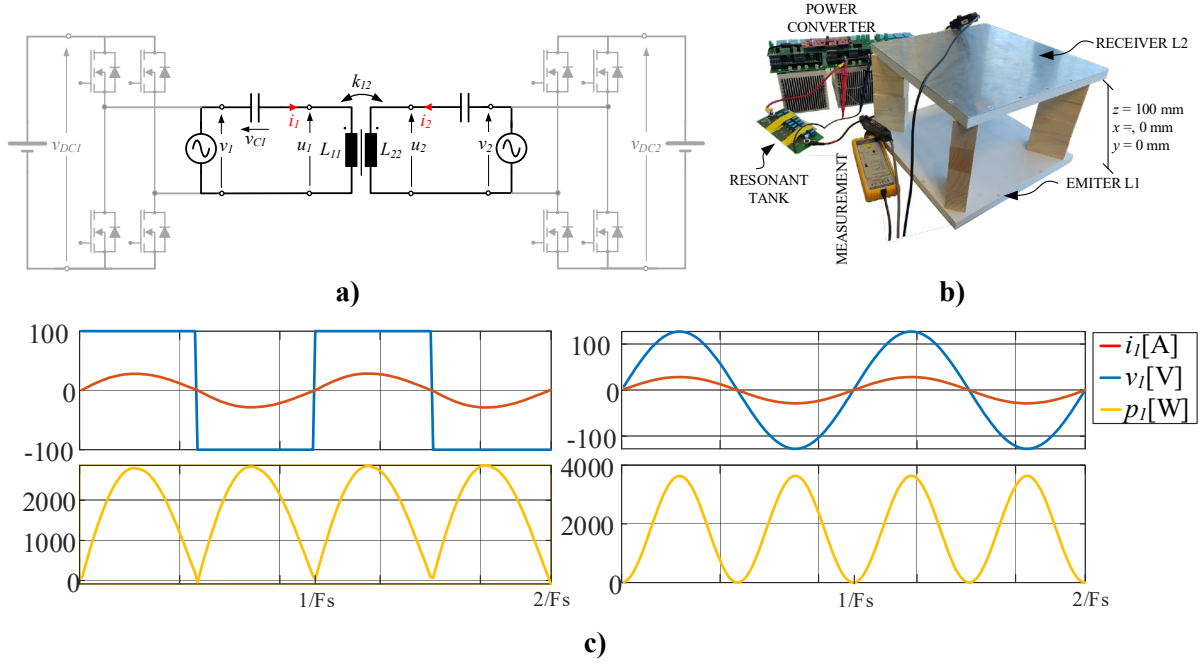 v_DC1
v_1
v_C1
i_1
u_1
L_11
k_12
L_22
u_2
i_2
v_2
v_DC2
a)
POWER
CONVERTER
RECEIVER L2
z = 100 mm
x =, 0 mm
y = 0 mm
RESONANT
TANK
MEASUREMENT
EMITER L1
b)
100
0
-100
2000
1000
0
1/Fs
2/Fs
100
0
-100
4000
2000
0
1/Fs
2/Fs
i_1[A]
v_1[V]
p_1[W]
c)